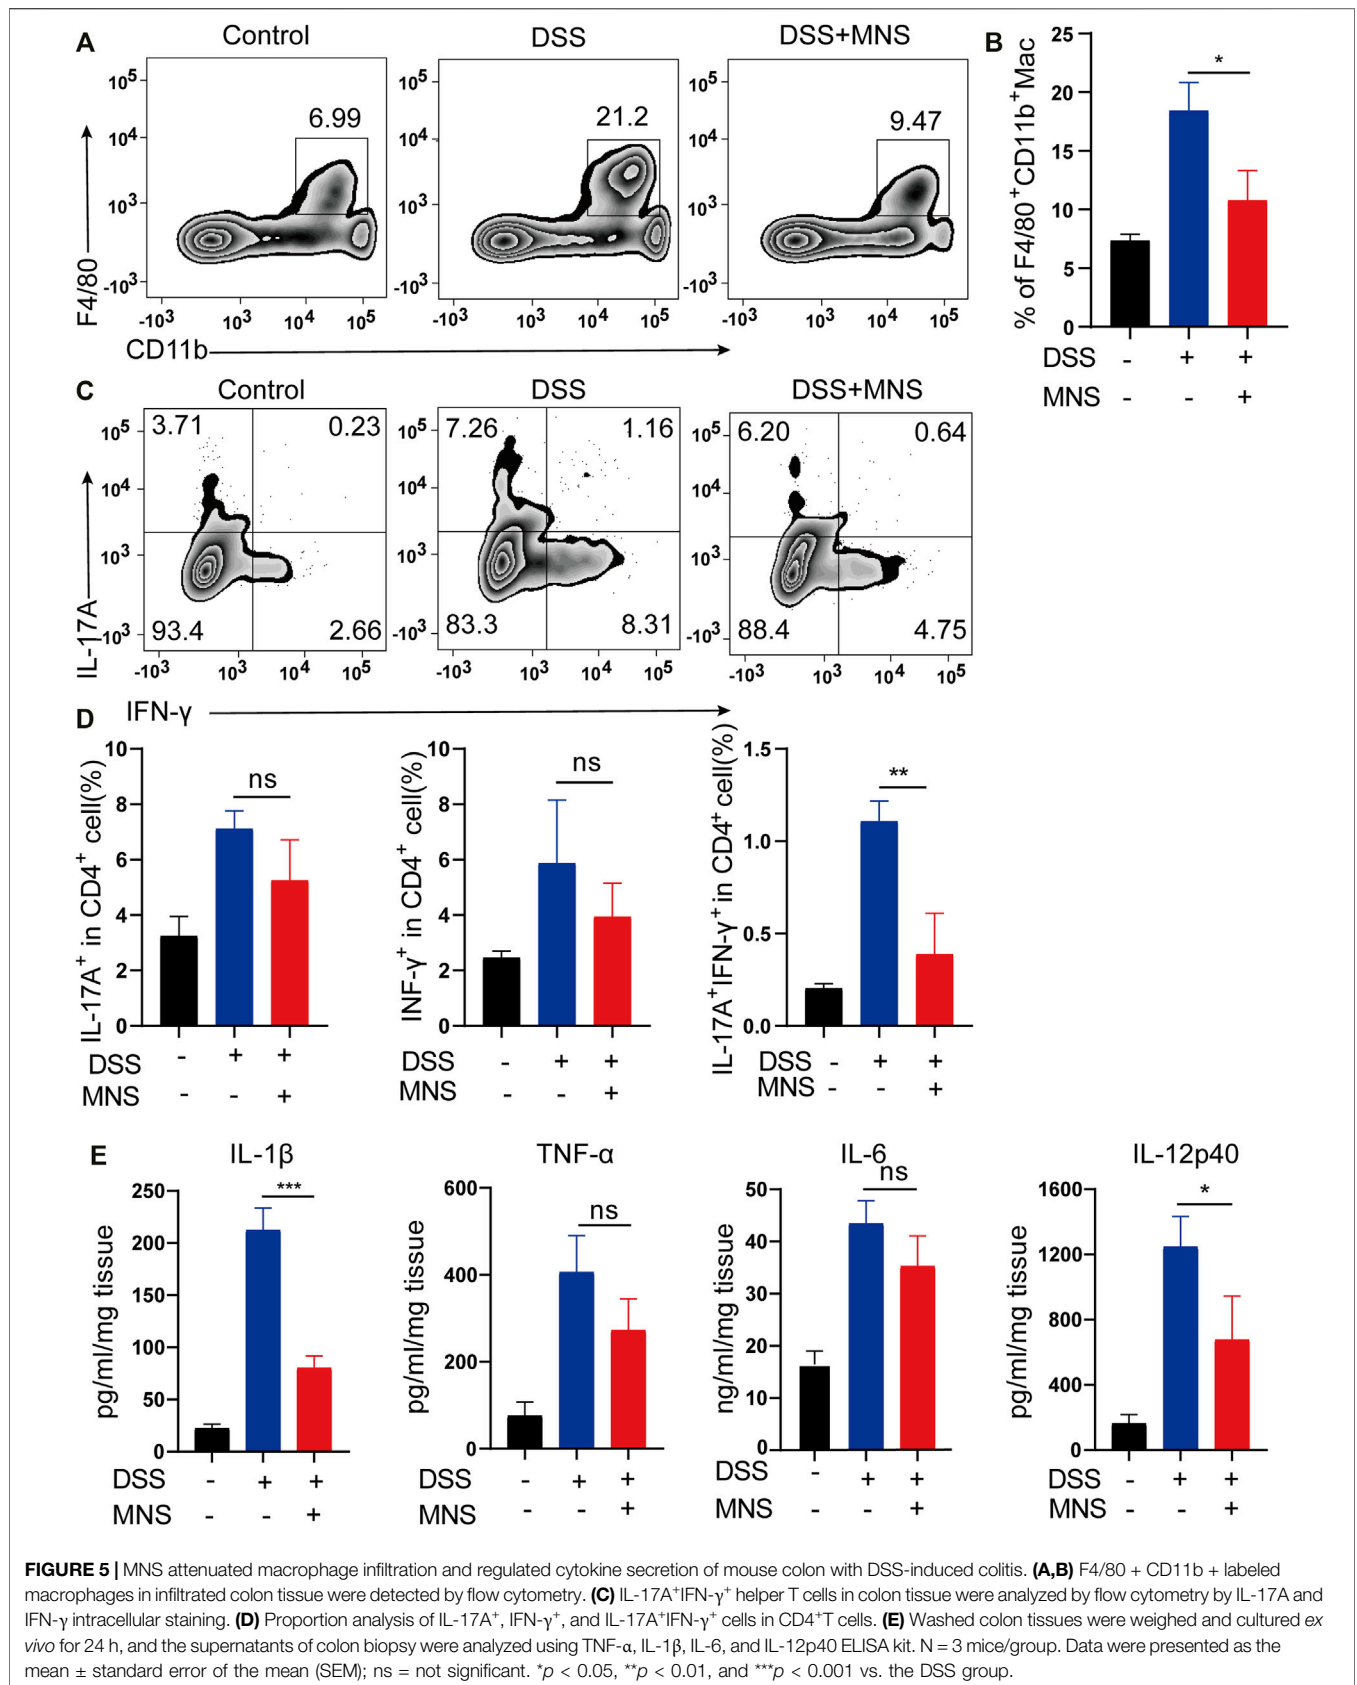 A
Control
DSS
DSS+MNS
10⁵
10⁴
10³
-10³
6.99
10⁵
10⁴
10³
-10³
21.2
10⁵
10⁴
10³
-10³
9.47
-10³ 10³ 10⁴ 10⁵
-10³ 10³ 10⁴ 10⁵
-10³ 10³ 10⁴ 10⁵
F4/80
CD11b
B
% of F4/80⁺CD11b⁺Mac
25
20
15
10
5
0
*
DSS - + +
MNS - - +
C
Control
DSS
DSS+MNS
10⁵
10⁴
10³
-10³
3.71 0.23
93.4 2.66
10⁵
10⁴
10³
-10³
7.26 1.16
83.3 8.31
10⁵
10⁴
10³
-10³
6.20 0.64
88.4 4.75
-10³ 10³ 10⁴ 10⁵
-10³ 10³ 10⁴ 10⁵
-10³ 10³ 10⁴ 10⁵
IL-17A
IFN-γ
D
IL-17A⁺ in CD4⁺ cell(%)
10
8
6
4
2
0
ns
DSS - + +
MNS - - +
INF-γ⁺ in CD4⁺ cell(%)
10
8
6
4
2
0
ns
DSS - + +
MNS - - +
IL-17A⁺IFN-γ⁺ in CD4⁺ cell(%)
1.5
1.0
0.5
0.0
**
DSS - + +
MNS - - +
E
IL-1β
pg/ml/mg tissue
250
200
150
100
50
0
***
DSS - + +
MNS - - +
TNF-α
pg/ml/mg tissue
600
400
200
0
ns
DSS - + +
MNS - - +
IL-6
ng/ml/mg tissue
50
40
30
20
10
0
ns
DSS - + +
MNS - - +
IL-12p40
pg/ml/mg tissue
1600
1200
800
400
0
*
DSS - + +
MNS - - +
FIGURE 5 | MNS attenuated macrophage infiltration and regulated cytokine secretion of mouse colon with DSS-induced colitis. (A,B) F4/80 + CD11b + labeled
macrophages in infiltrated colon tissue were detected by flow cytometry. (C) IL-17A⁺IFN-γ⁺ helper T cells in colon tissue were analyzed by flow cytometry by IL-17A and
IFN-γ intracellular staining. (D) Proportion analysis of IL-17A⁺, IFN-γ⁺, and IL-17A⁺IFN-γ⁺ cells in CD4⁺T cells. (E) Washed colon tissues were weighed and cultured ex
vivo for 24 h, and the supernatants of colon biopsy were analyzed using TNF-α, IL-1β, IL-6, and IL-12p40 ELISA kit. N = 3 mice/group. Data were presented as the
mean ± standard error of the mean (SEM); ns = not significant. *p < 0.05, **p < 0.01, and ***p < 0.001 vs. the DSS group.